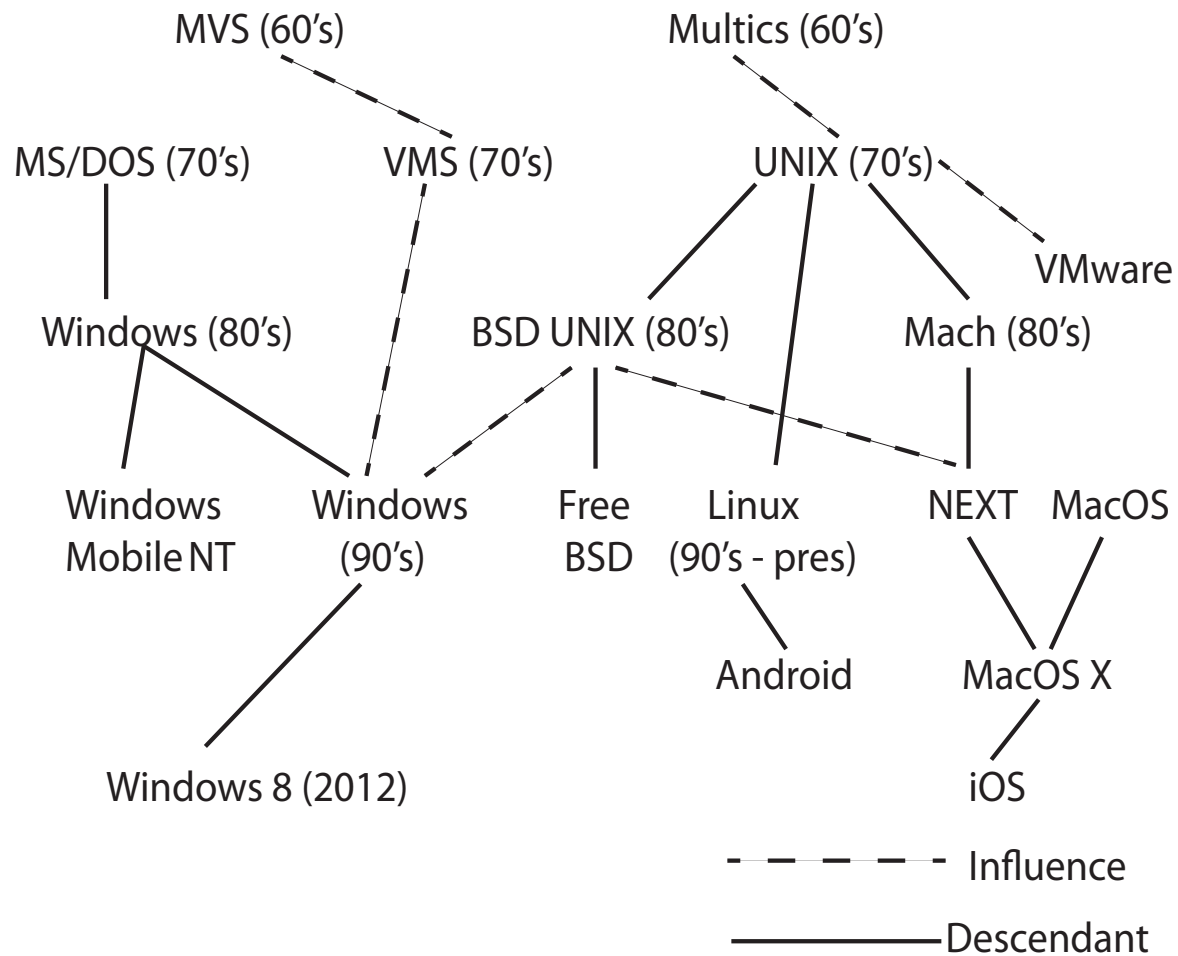 MVS (60's)
Multics (60's)
MS/DOS (70's)
VMS (70's)
UNIX (70's)
VMware
Windows (80's)
BSD UNIX (80's)
Mach (80's)
Windows
Mobile NT
Windows
(90's)
Free
BSD
Linux
(90's - pres)
NEXT
MacOS
Android
MacOS X
Windows 8 (2012)
iOS
Influence
Descendant